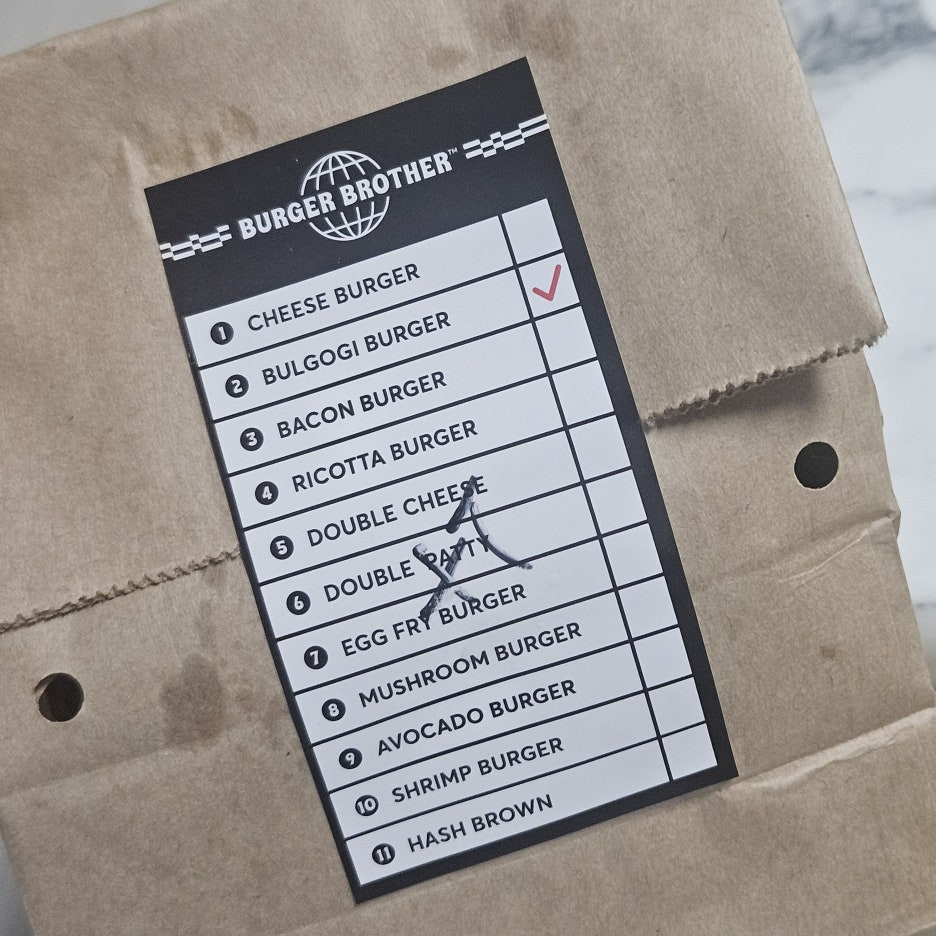 BURGER BROTHER™
1 CHEESE BURGER
2 BULGOGI BURGER
3 BACON BURGER
4 RICOTTA BURGER
5 DOUBLE CHEESE
6 DOUBLE PATTY
7 EGG FRY BURGER
8 MUSHROOM BURGER
9 AVOCADO BURGER
10 SHRIMP BURGER
11 HASH BROWN